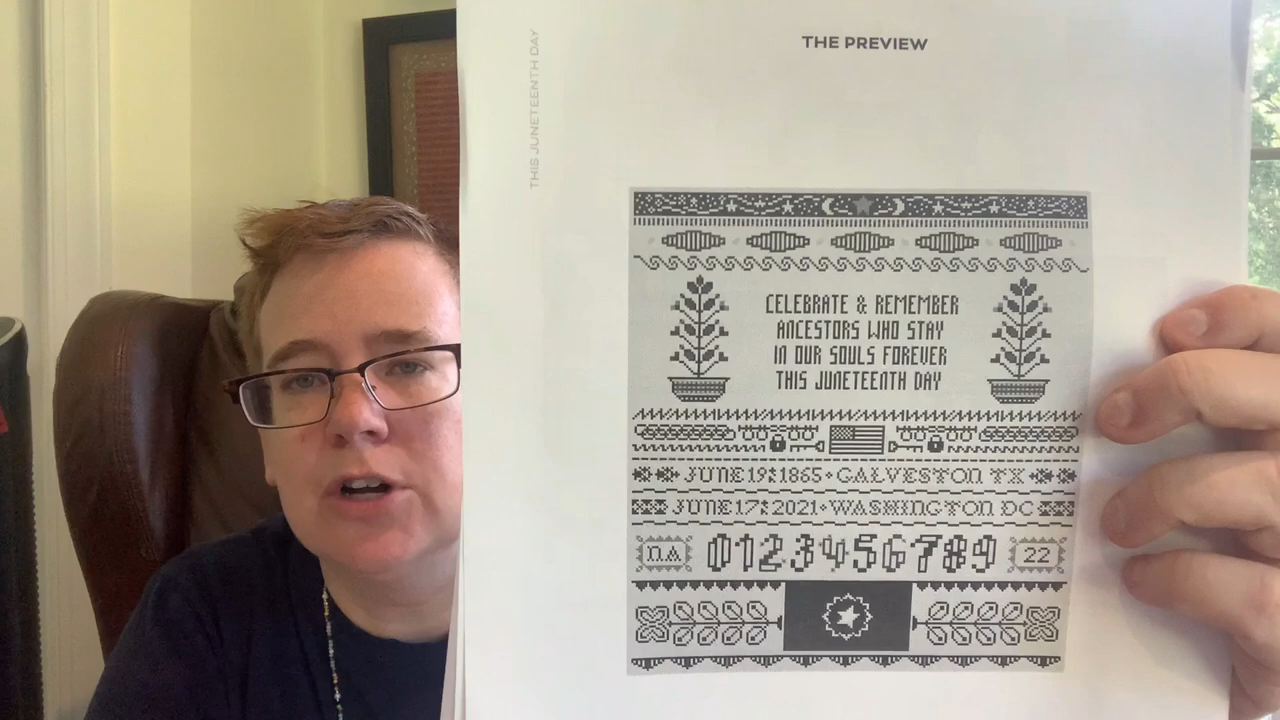 THE PREVIEW
THIS JUNETEENTH DAY
CELEBRATE & REMEMBER
ANCESTORS WHO STAY
IN OUR SOULS FOREVER
THIS JUNETEENTH DAY
JUNE 19 1865 GALVESTON TX
JUNE 17 2021 WASHINGTON DC
NA 0123456789 22